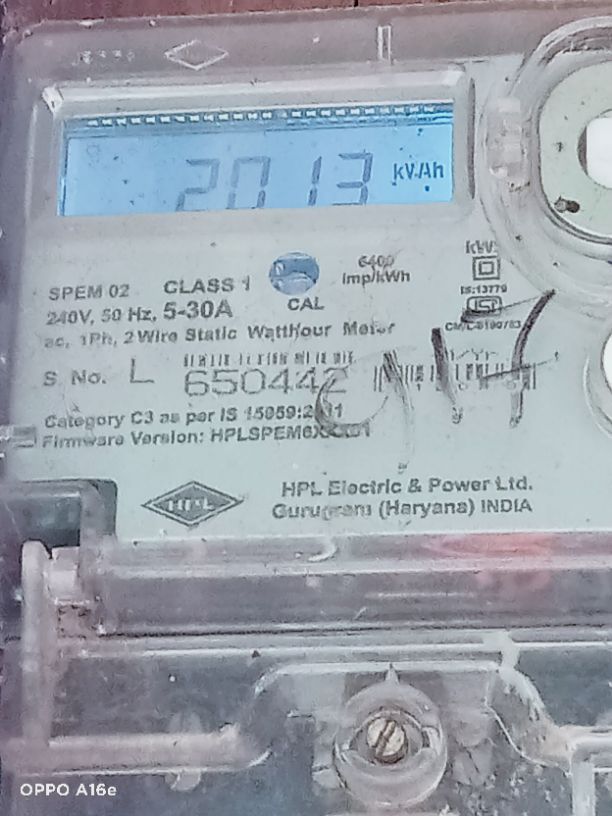 2013 kVAh
SPEM 02 CLASS 1
6400
imp/kWh
CAL
240V, 50 Hz, 5-30A
ac, 1Ph, 2 Wire Static Watthour Meter
IS:13779
S. No. L 650442
Category C3 as per IS 15959:2011
Firmware Version:
HPL
HPL Electric & Power Ltd.
Gurugram (Haryana) INDIA
OPPO A16e